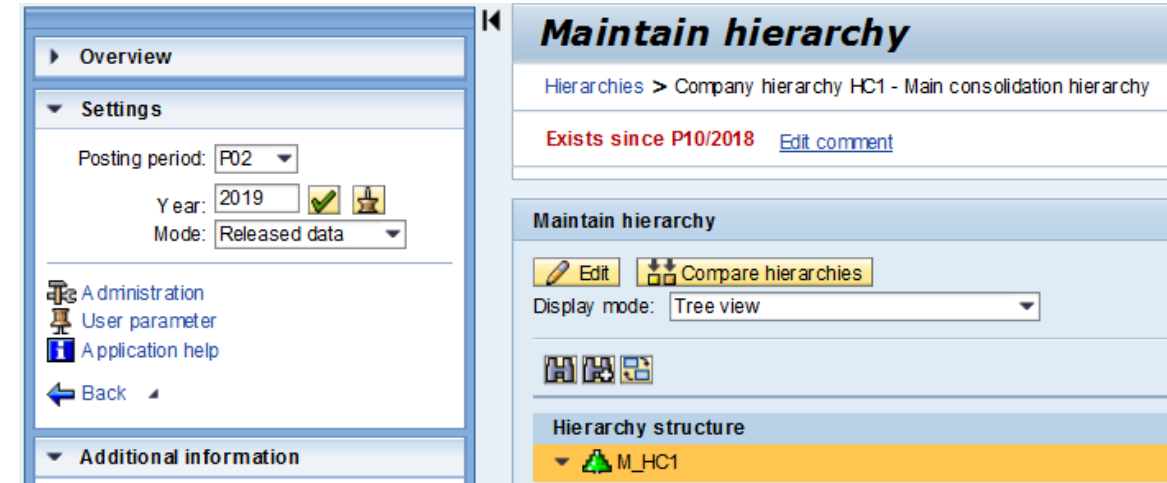 Overview
Settings
Posting period: P02
Year: 2019
Mode: Released data
Administration
User parameter
Application help
Back
Additional information
Maintain hierarchy
Hierarchies > Company hierarchy HC1 - Main consolidation hierarchy
Exists since P10/2018 Edit comment
Maintain hierarchy
Edit Compare hierarchies
Display mode: Tree view
Hierarchy structure
M_HC1